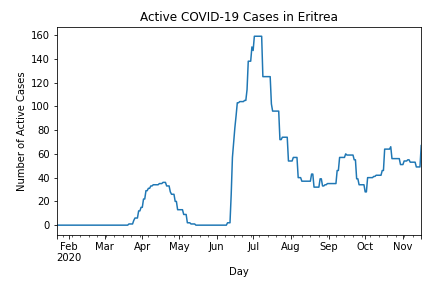 Active COVID-19 Cases in Eritrea
Number of Active Cases
160
140
120
100
80
60
40
20
0
Feb Mar Apr May Jun Jul Aug Sep Oct Nov
2020
Day